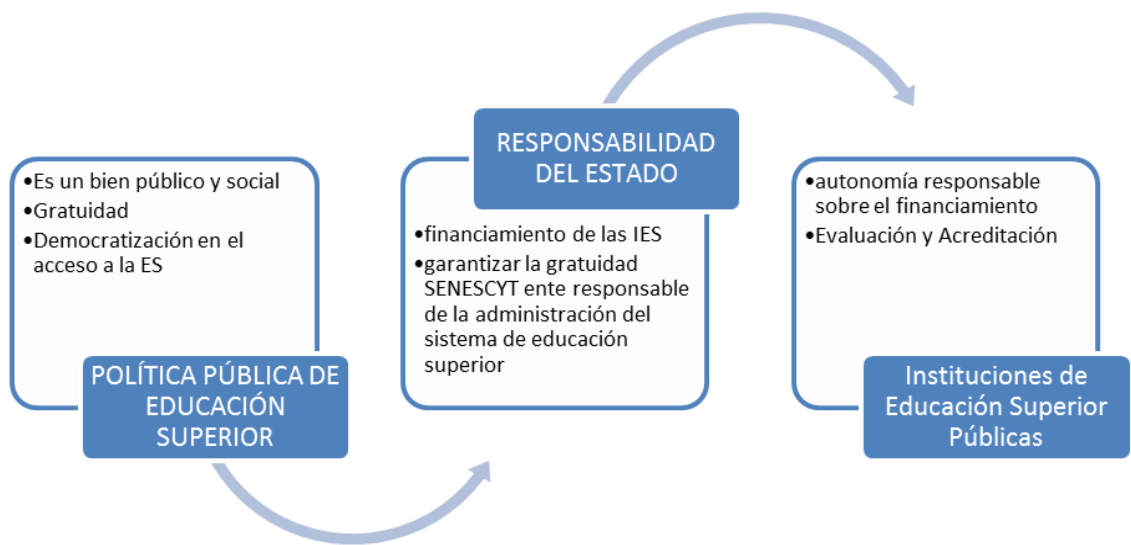 •Es un bien público y social
•Gratuidad
•Democratización en el
acceso a la ES
POLÍTICA PÚBLICA DE
EDUCACIÓN
SUPERIOR
RESPONSABILIDAD
DEL ESTADO
•financiamiento de las IES
•garantizar la gratuidad
SENESCYT ente responsable
de la administración del
sistema de educación
superior
•autonomía responsable
sobre el financiamiento
•Evaluación y Acreditación
Instituciones de
Educación Superior
Públicas